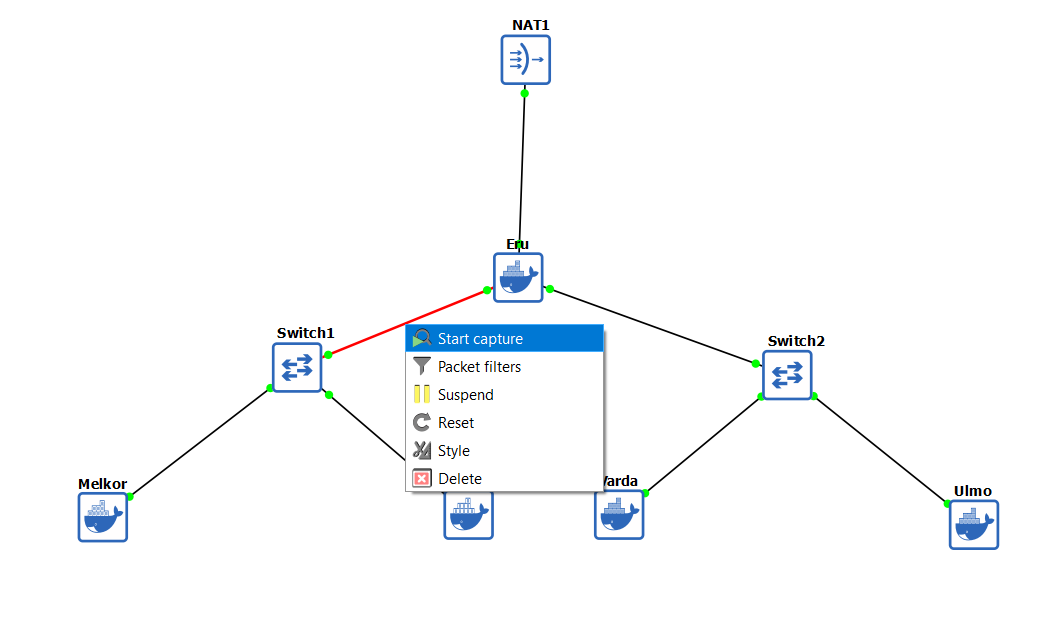 NAT1
Eru
Switch1
Switch2
Start capture
Packet filters
Suspend
Reset
Style
Delete
Melkor
Varda
Ulmo